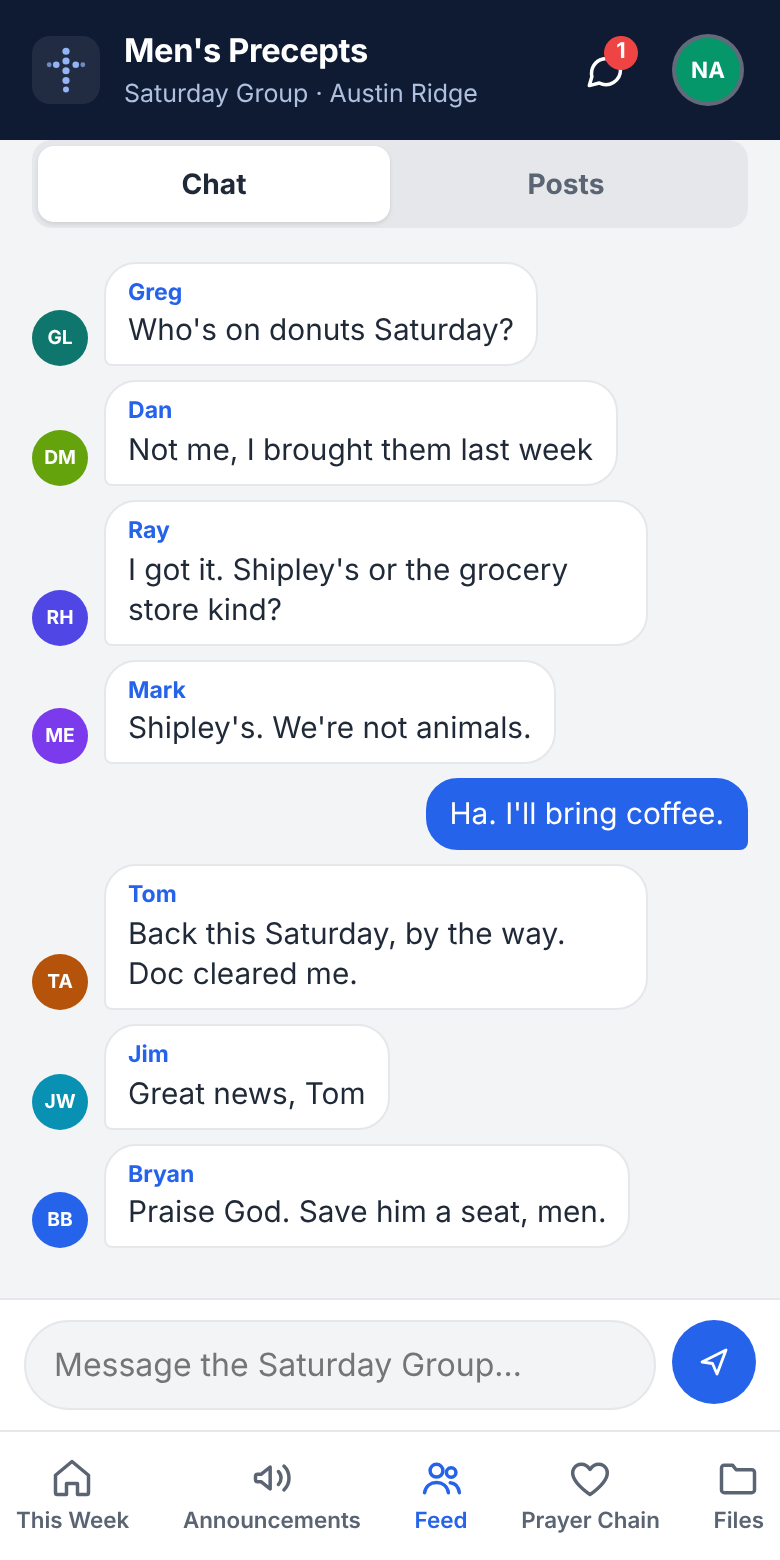 Men's Precepts
Saturday Group · Austin Ridge
1
NA
Chat
Posts
Greg
Who's on donuts Saturday?
GL
Dan
Not me, I brought them last week
DM
Ray
I got it. Shipley's or the grocery
store kind?
RH
Mark
Shipley's. We're not animals.
ME
Ha. I'll bring coffee.
Tom
Back this Saturday, by the way.
Doc cleared me.
TA
Jim
Great news, Tom
JW
Bryan
Praise God. Save him a seat, men.
BB
Message the Saturday Group...
This Week
Announcements
Feed
Prayer Chain
Files